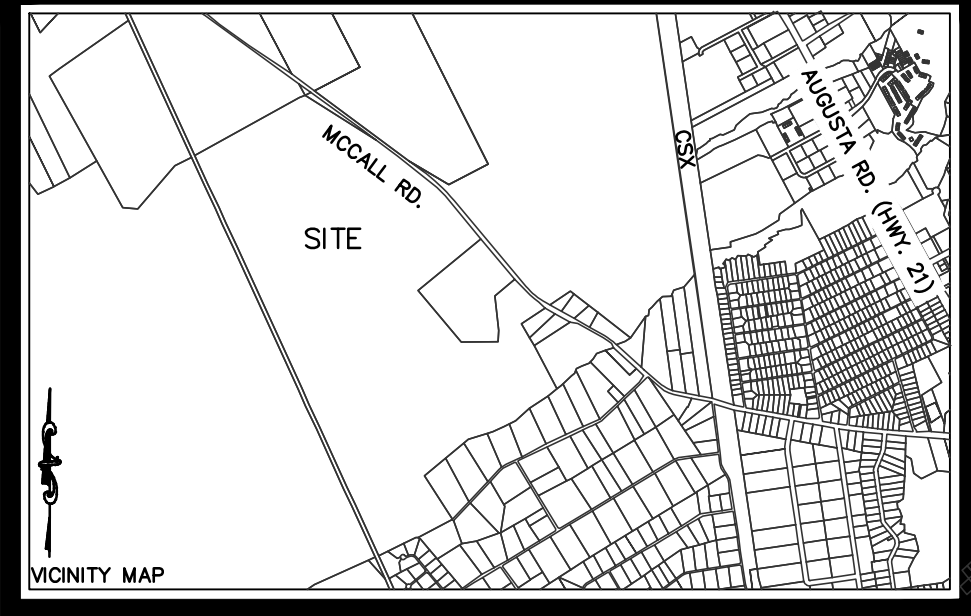 MCCALL RD.
CSX
AUGUSTA RD. (HWY. 21)
SITE
VICINITY MAP